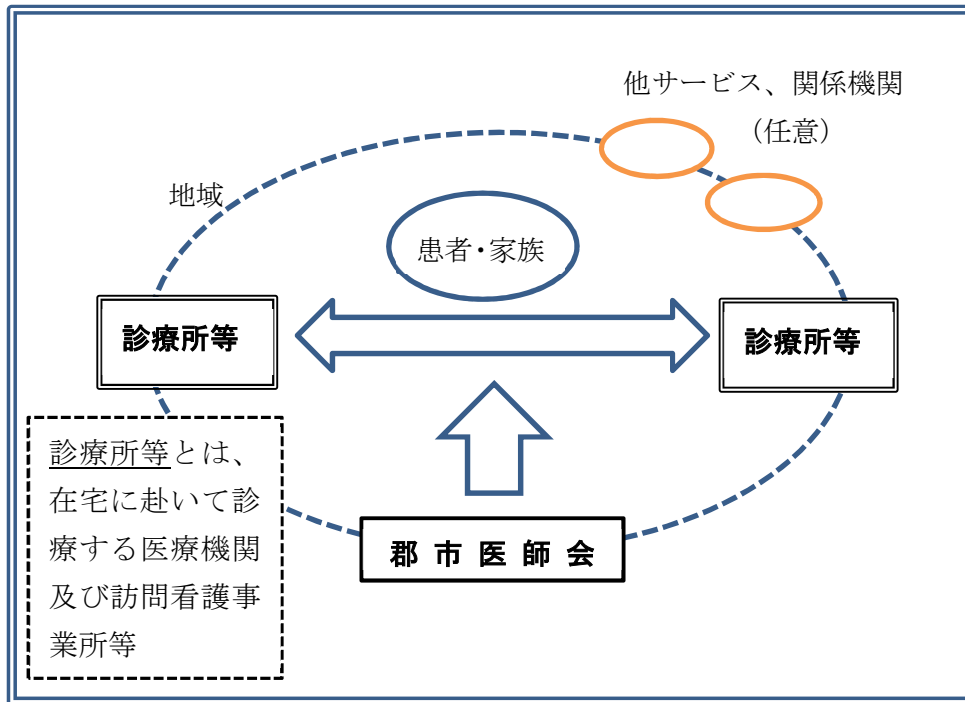 他サービス、関係機関
（任意）
地域
患者・家族
診療所等
診療所等
診療所等とは、
在宅に赴いて診
療する医療機関
及び訪問看護事
業所等
郡市医師会